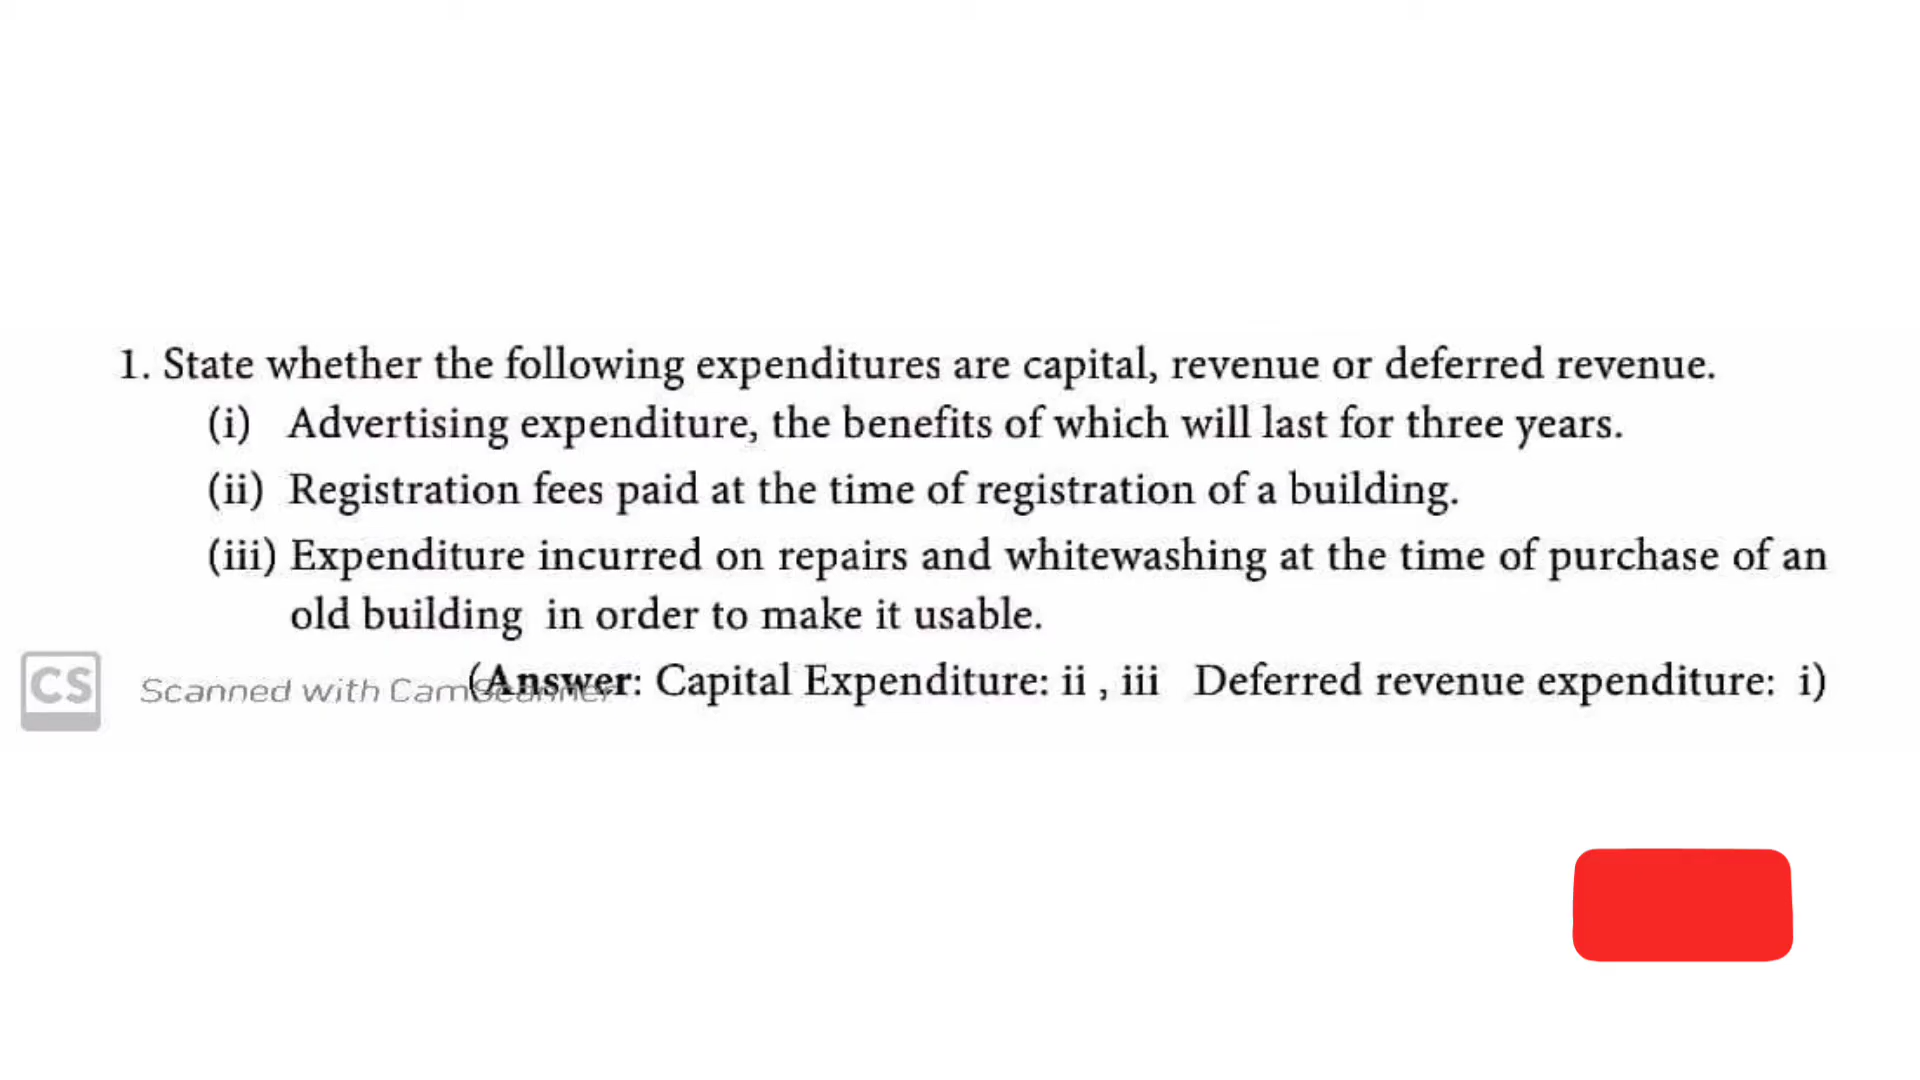 1. State whether the following expenditures are capital, revenue or deferred revenue.
(i) Advertising expenditure, the benefits of which will last for three years.
(ii) Registration fees paid at the time of registration of a building.
(iii) Expenditure incurred on repairs and whitewashing at the time of purchase of an
old building in order to make it usable.
(Answer: Capital Expenditure: ii , iii Deferred revenue expenditure: i)
CS Scanned with CamScanner